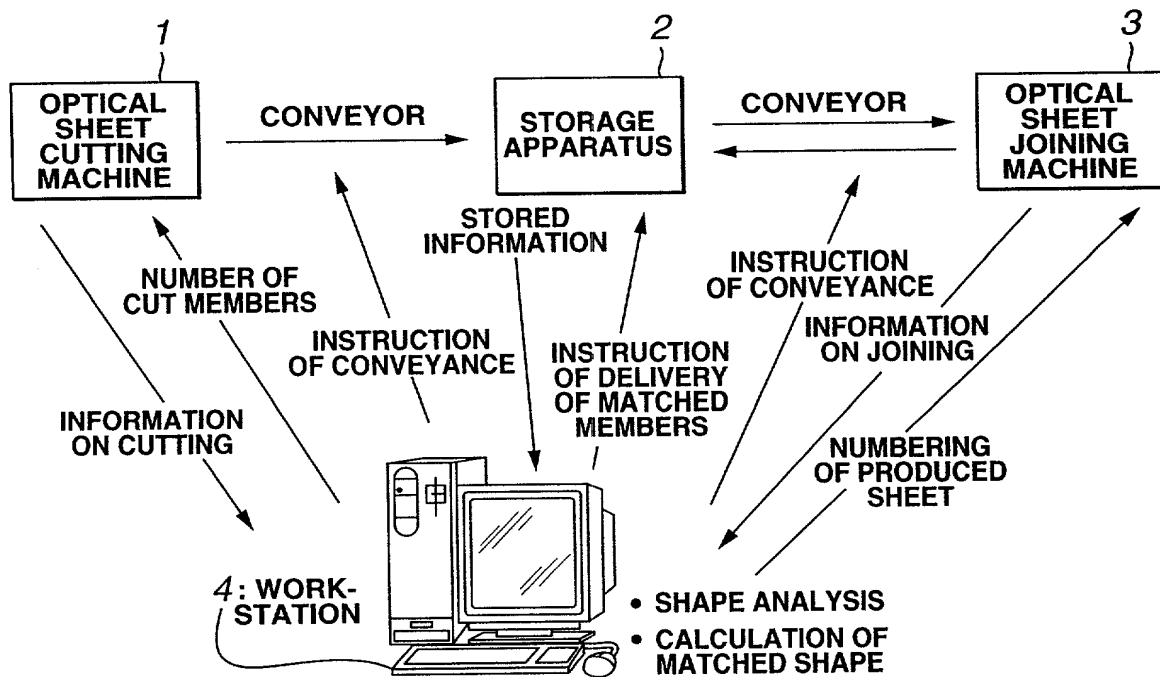 1
2
3
OPTICAL
SHEET
CUTTING
MACHINE
CONVEYOR
STORAGE
APPARATUS
CONVEYOR
OPTICAL
SHEET
JOINING
MACHINE
STORED
INFORMATION
NUMBER OF
CUT MEMBERS
INSTRUCTION
OF CONVEYANCE
INSTRUCTION
OF CONVEYANCE
INFORMATION
ON JOINING
INSTRUCTION
OF DELIVERY
OF MATCHED
MEMBERS
INFORMATION
ON CUTTING
NUMBERING
OF PRODUCED
SHEET
4: WORK-
STATION
• SHAPE ANALYSIS
• CALCULATION OF
MATCHED SHAPE